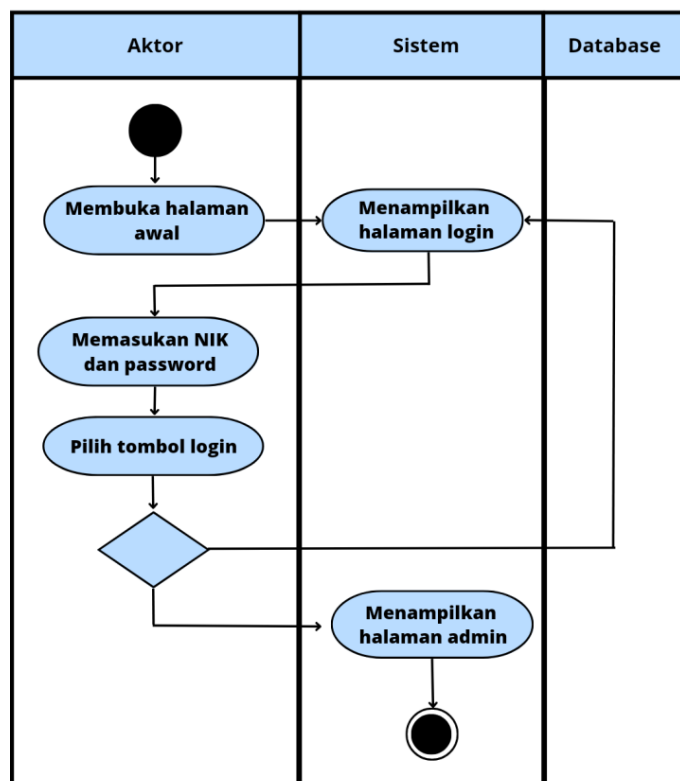 Aktor
Sistem
Database
Membuka halaman
awal
Menampilkan
halaman login
Memasukan NIK
dan password
Pilih tombol login
Menampilkan
halaman admin